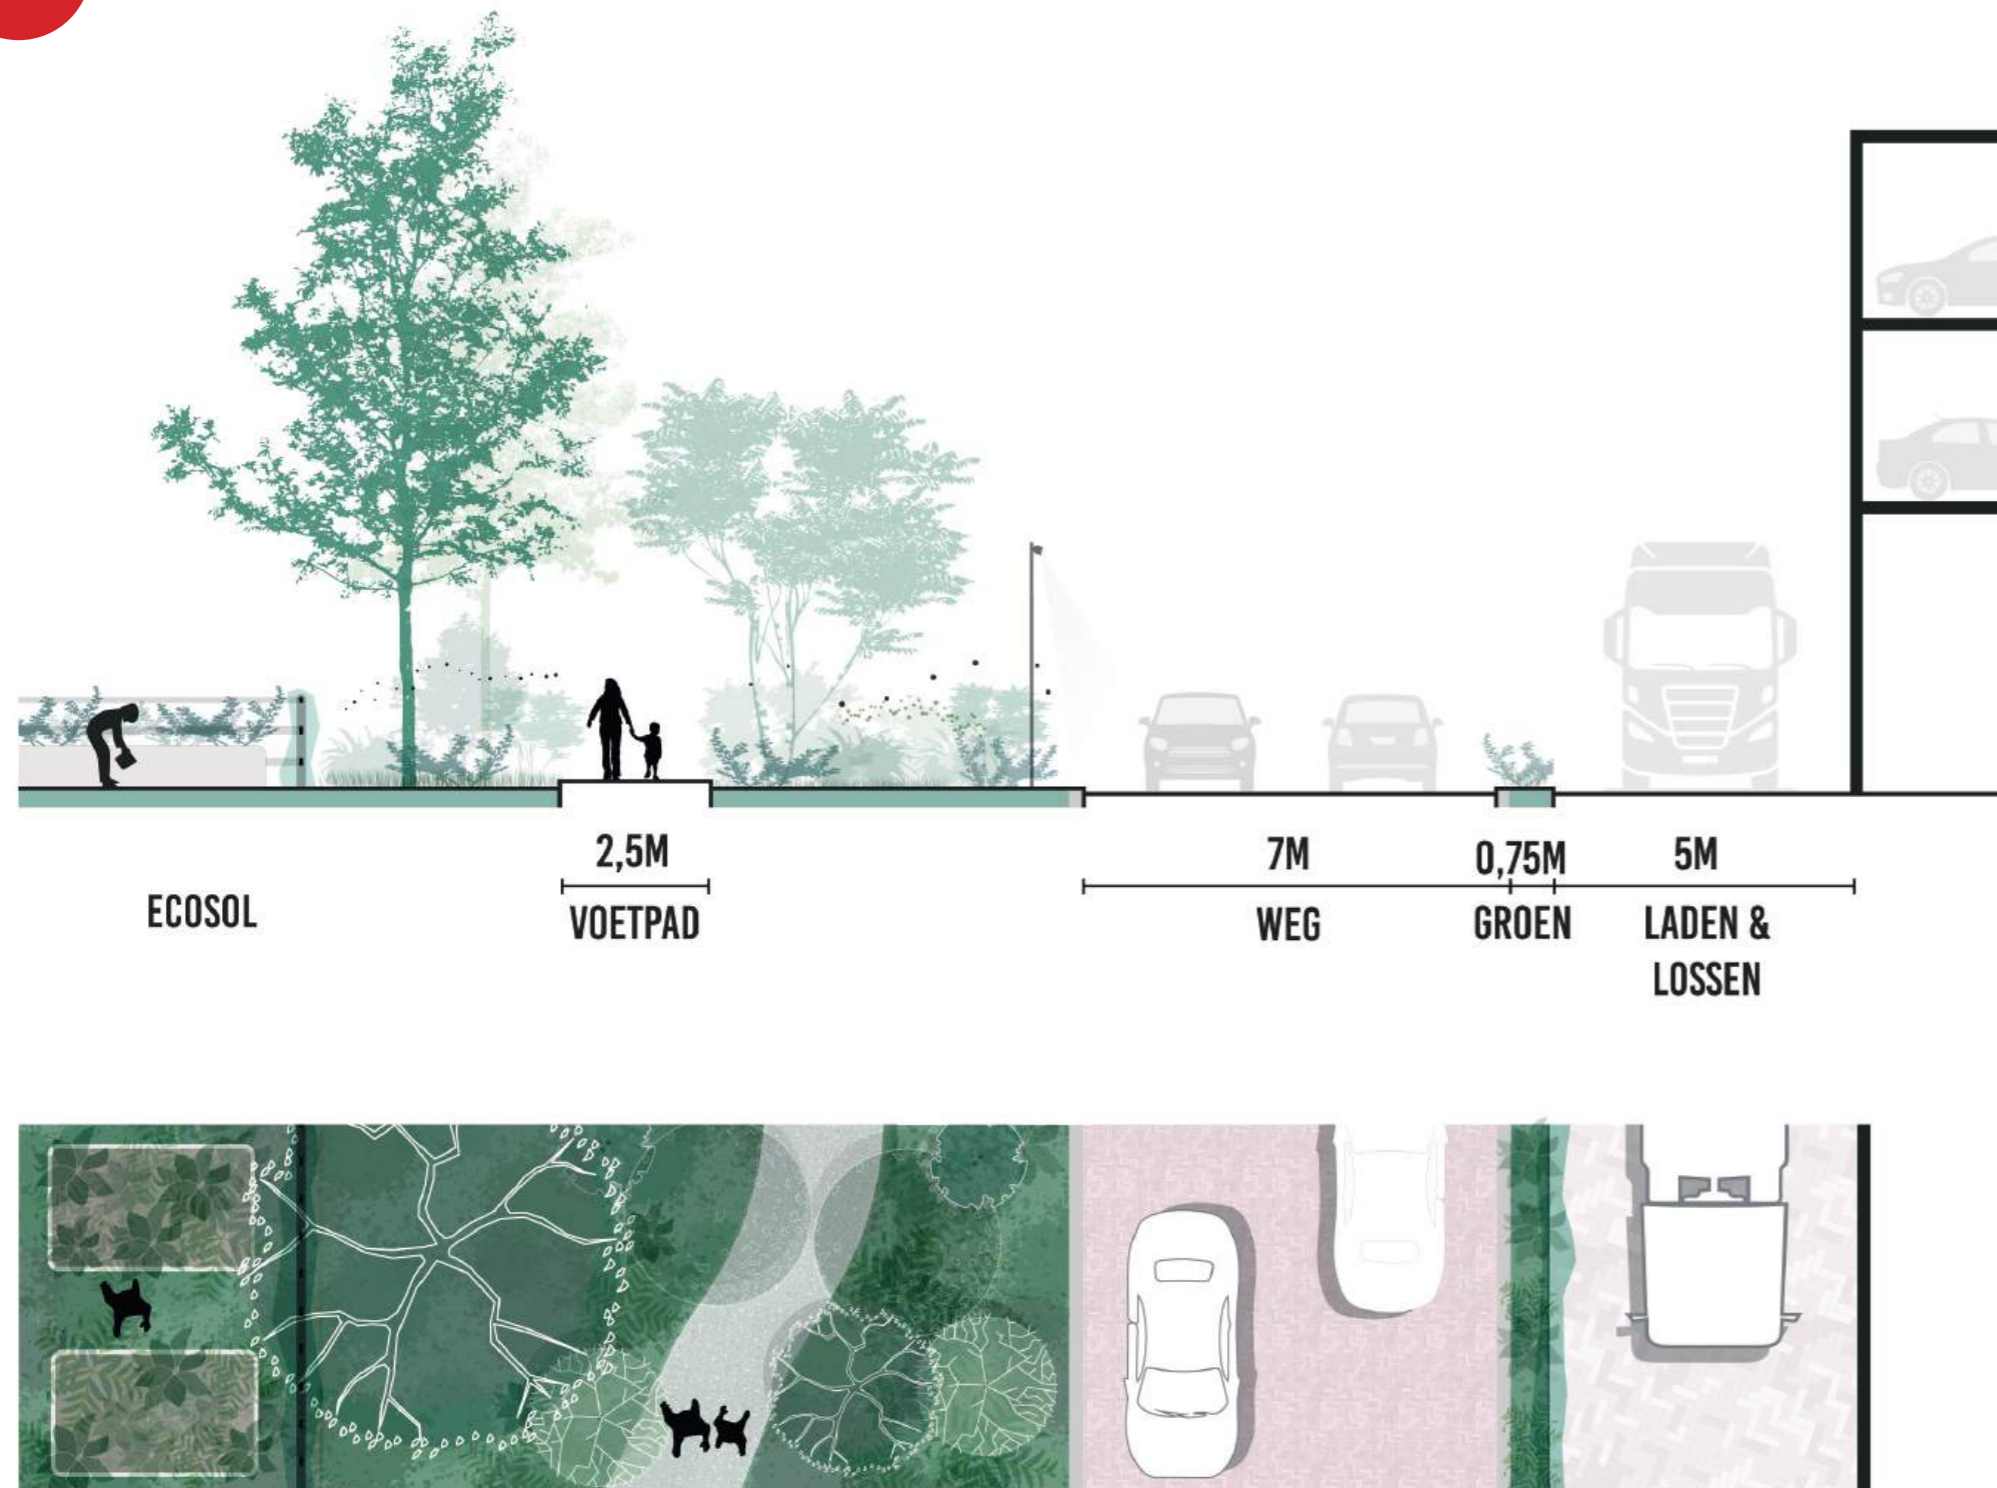 2,5M
7M
0,75M
5M
ECOSOL
VOETPAD
WEG
GROEN
LADEN &
LOSSEN